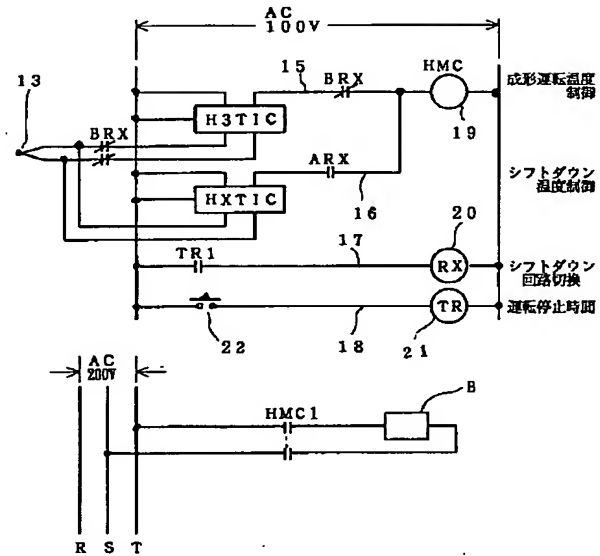 AC
100V
13
15
BRX
HMC
19
成形運転温度
制御
H3TIC
BRX
HXTIC
ARX
16
シフトダウン
温度制御
TR1
17
20
RX
シフトダウン
回路切換
22
18
TR
21
運転停止時間
AC
200V
HMC1
B
R S T